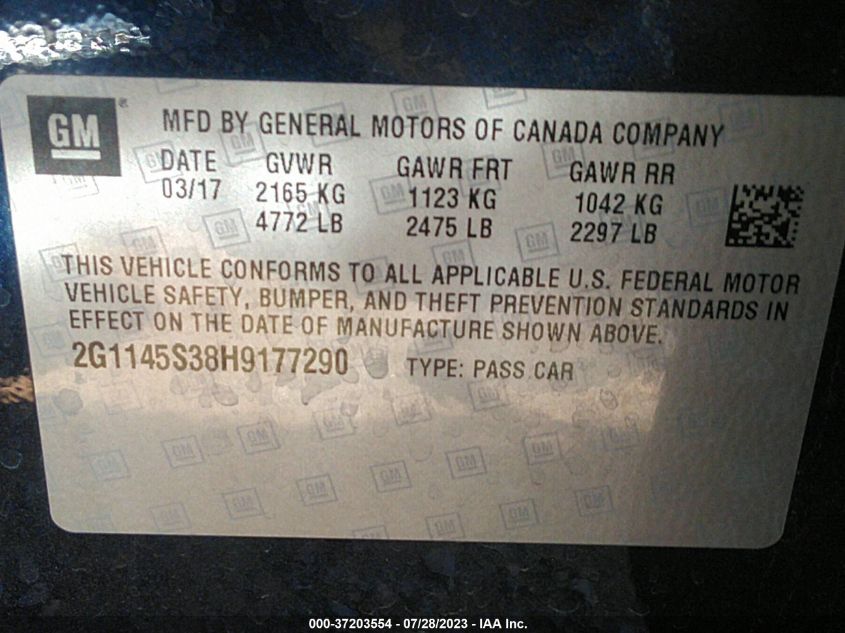 GM
MFD BY GENERAL MOTORS OF CANADA COMPANY
DATE GVWR GAWR FRT GAWR RR
03/17 2165 KG 1123 KG 1042 KG
4772 LB 2475 LB 2297 LB
THIS VEHICLE CONFORMS TO ALL APPLICABLE U.S. FEDERAL MOTOR
VEHICLE SAFETY, BUMPER, AND THEFT PREVENTION STANDARDS IN
EFFECT ON THE DATE OF MANUFACTURE SHOWN ABOVE.
2G1145S38H9177290 TYPE: PASS CAR
000-37203554 - 07/28/2023 - IAA Inc.